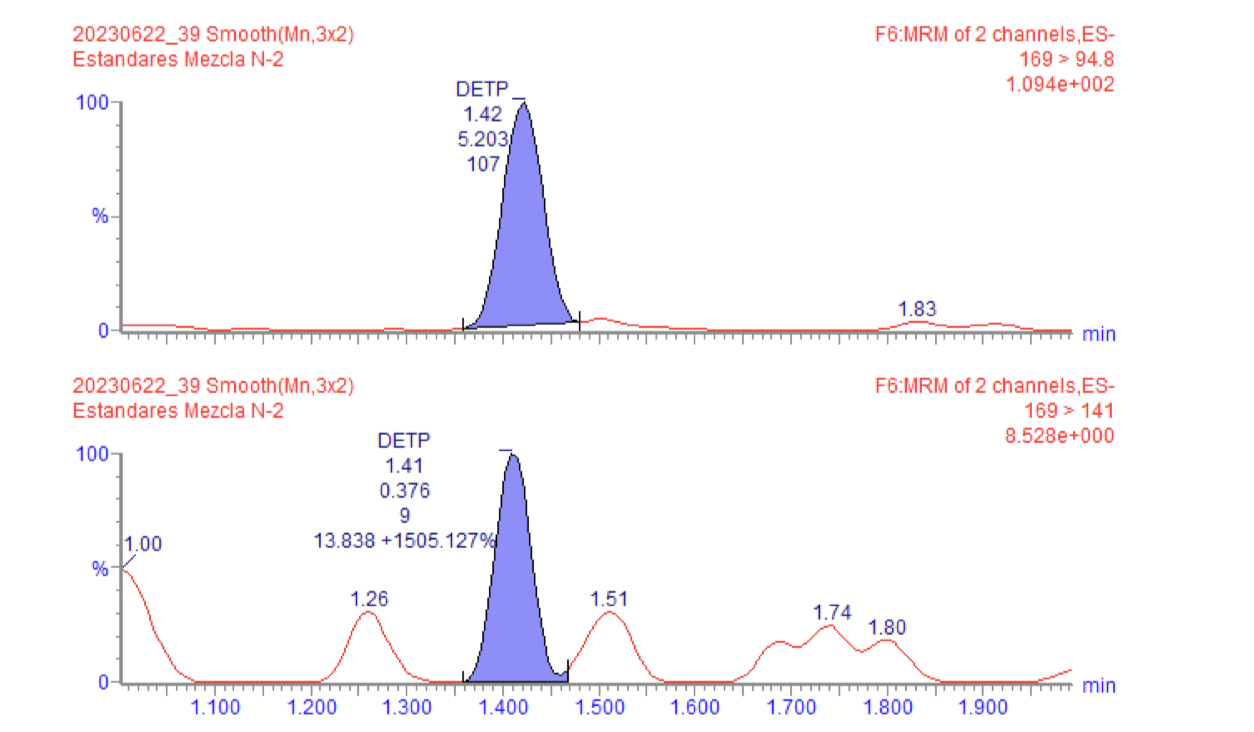 20230622_39 Smooth(Mn,3x2)
Estandares Mezcla N-2
F6:MRM of 2 channels,ES-
169 > 94.8
1.094e+002
DETP
1.42
5.203
107
100
%
0
1.83
min
20230622_39 Smooth(Mn,3x2)
Estandares Mezcla N-2
F6:MRM of 2 channels,ES-
169 > 141
8.528e+000
DETP
1.41
0.376
9
13.838 +1505.127%
100
%
0
1.00
1.26
1.51
1.74
1.80
min
1.100 1.200 1.300 1.400 1.500 1.600 1.700 1.800 1.900